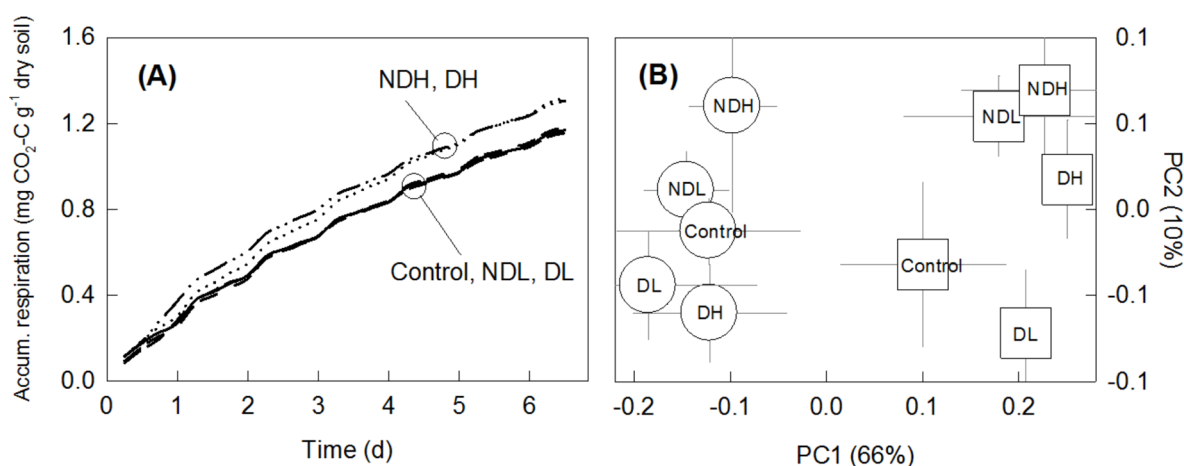 (A)
NDH, DH
Control, NDL, DL
Accum. respiration (mg CO₂-C g⁻¹ dry soil)
1.6
1.2
0.8
0.4
0.0
0 1 2 3 4 5 6
Time (d)
(B)
NDH
NDL
Control
DL
DH
NDH
NDL
DH
Control
DL
0.1
0.1
0.0
-0.1
-0.1
PC2 (10%)
-0.2 -0.1 0.0 0.1 0.2
PC1 (66%)